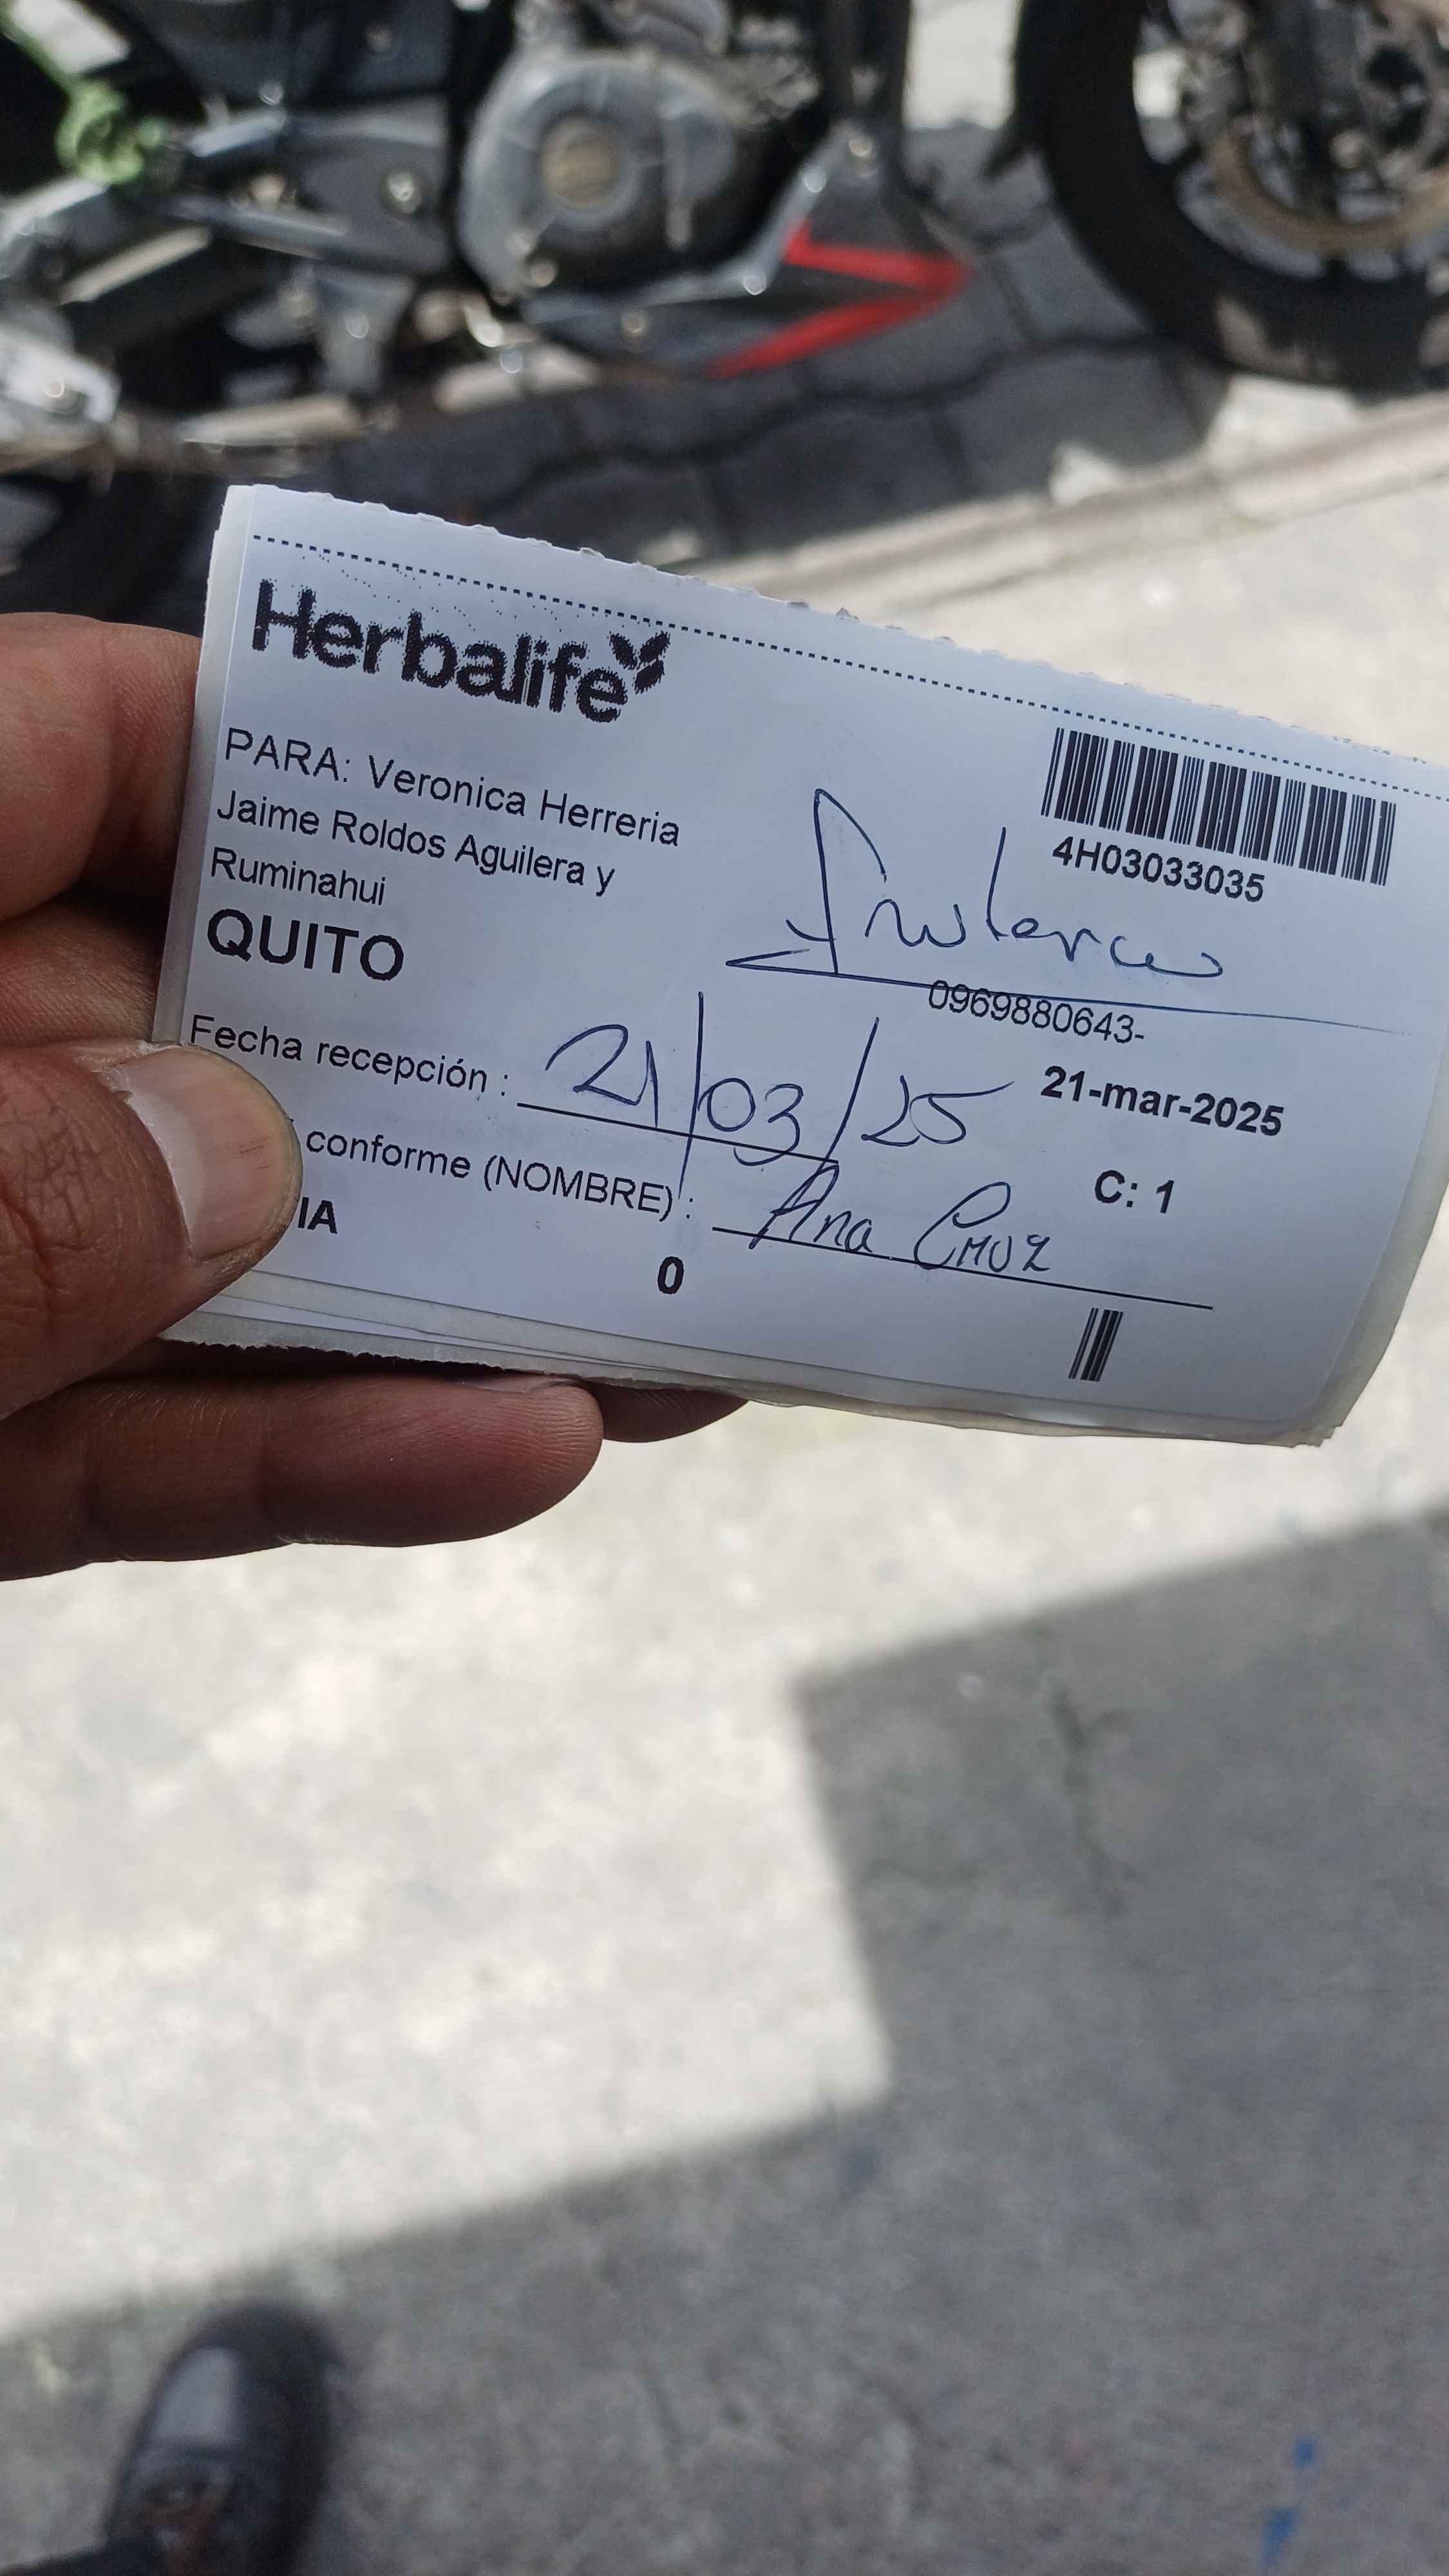 Herbalife
PARA: Veronica Herreria
Jaime Roldos Aguilera y
Ruminahui
QUITO
4H03033035
0969880643-
Fecha recepción : 21/03/25
21-mar-2025
conforme (NOMBRE) : Ana Cruz
C: 1
IA
0